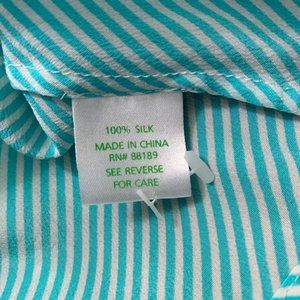 100% SILK
MADE IN CHINA
RN# 88189
SEE REVERSE
FOR CARE